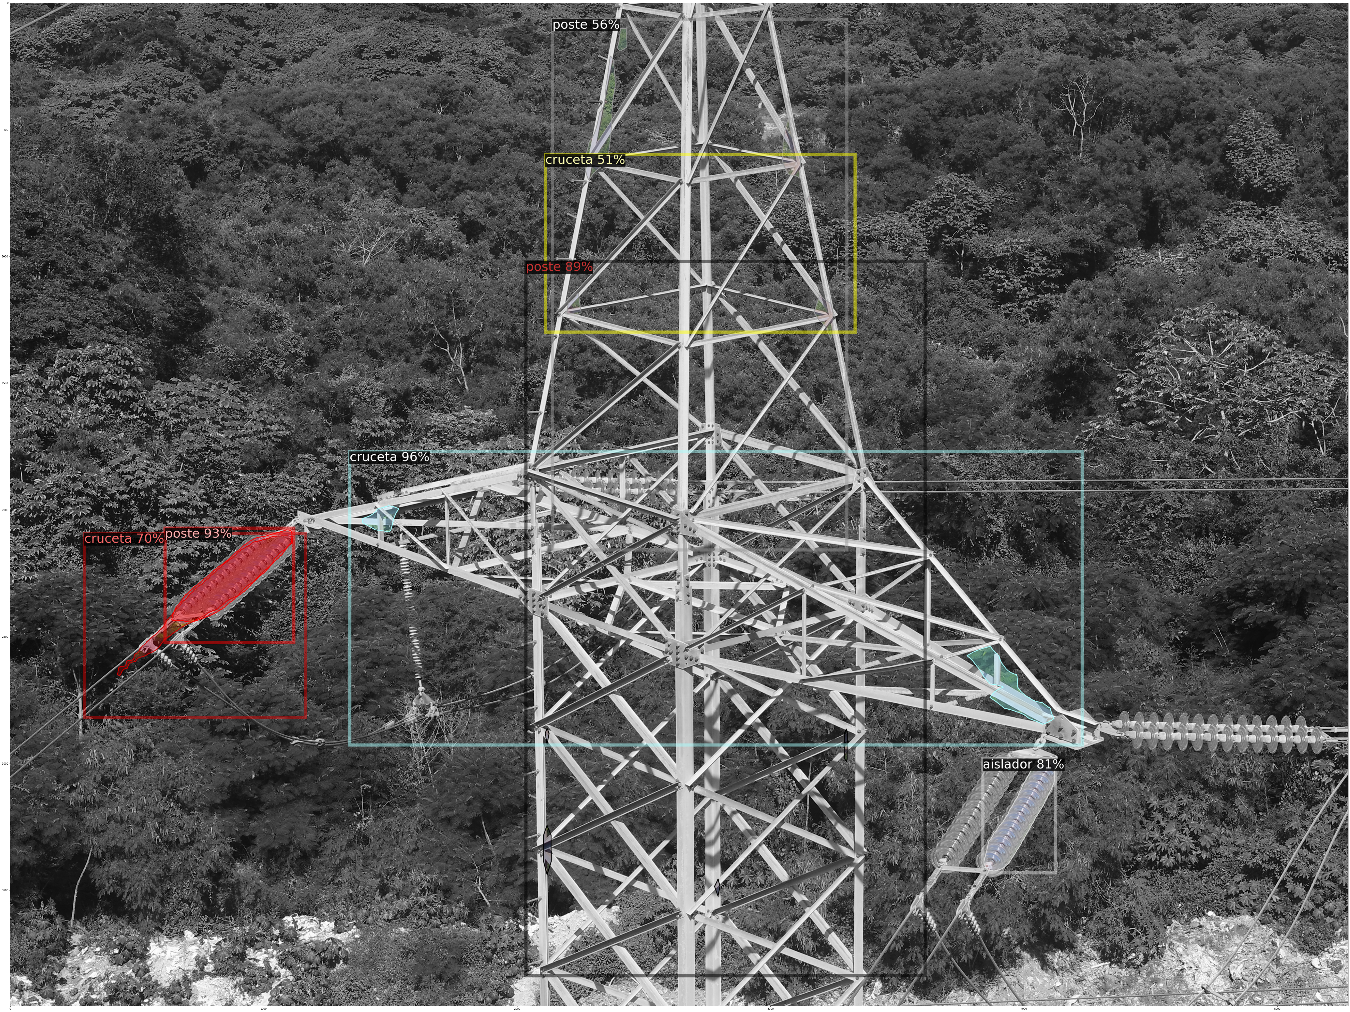 poste 56%
cruceta 51%
poste 89%
cruceta 96%
cruceta 70%
poste 93%
aislador 81%